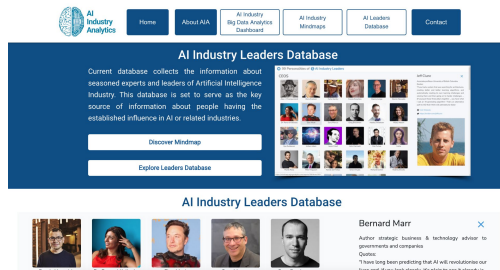 AI
Industry
Analytics
Home
About AIA
AI Industry
Big Data Analytics
Dashboard
AI Industry
Mindmaps
AI Leaders
Database
Contact
AI Industry Leaders Database
Current database collects the information about
seasoned experts and leaders of Artificial Intelligence
Industry. This database is set to serve as the key
source of information about people having the
established influence in AI or related industries.
Discover Mindmap
Explore Leaders Database
AI Industry Leaders Database
Bernard Marr
Author strategic business & technology advisor to
governments and companies
Quotes:
"I have long been predicting that AI will revolutionise our